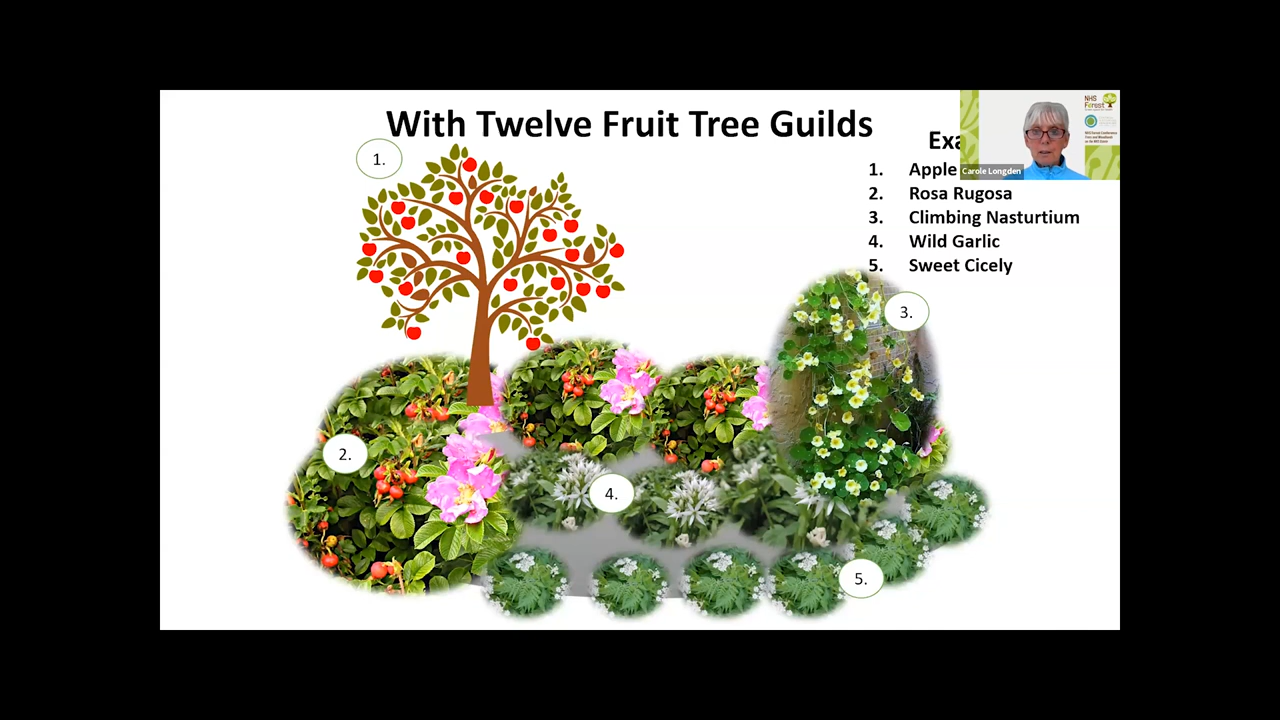 With Twelve Fruit Tree Guilds
1.
Exa
1. Apple
2. Rosa Rugosa
3. Climbing Nasturtium
4. Wild Garlic
5. Sweet Cicely
NHS
Forest
Carole Longden
3.
2.
4.
5.